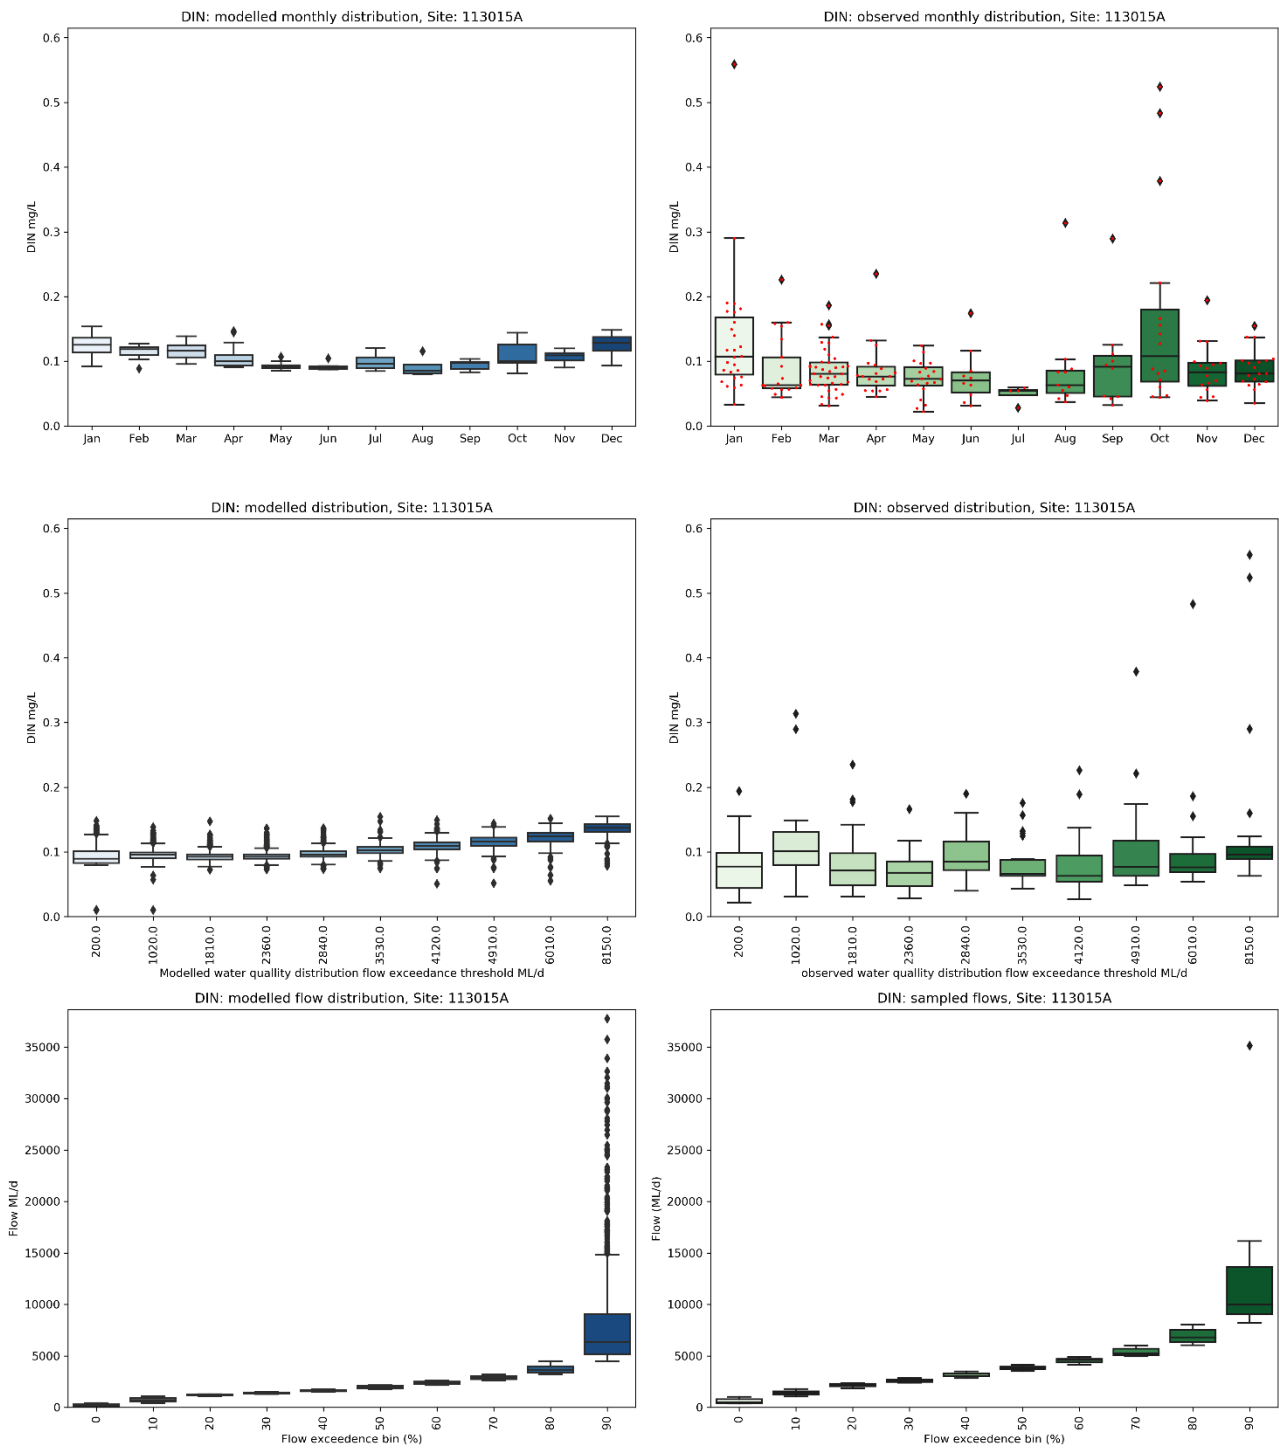 DIN: modelled monthly distribution, Site: 113015A
DIN mg/L
0.6
0.5
0.4
0.3
0.2
0.1
0.0
Jan Feb Mar Apr May Jun Jul Aug Sep Oct Nov Dec
DIN: observed monthly distribution, Site: 113015A
DIN mg/L
0.6
0.5
0.4
0.3
0.2
0.1
0.0
Jan Feb Mar Apr May Jun Jul Aug Sep Oct Nov Dec
DIN: modelled distribution, Site: 113015A
DIN mg/L
0.6
0.5
0.4
0.3
0.2
0.1
0.0
200.0 1020.0 1810.0 2360.0 2840.0 3530.0 4120.0 4910.0 6010.0 8150.0
Modelled water quallity distribution flow exceedance threshold ML/d
DIN: observed distribution, Site: 113015A
DIN mg/L
0.6
0.5
0.4
0.3
0.2
0.1
0.0
200.0 1020.0 1810.0 2360.0 2840.0 3530.0 4120.0 4910.0 6010.0 8150.0
observed water quallity distribution flow exceedance threshold ML/d
DIN: modelled flow distribution, Site: 113015A
Flow ML/d
35000
30000
25000
20000
15000
10000
5000
0
0 10 20 30 40 50 60 70 80 90
Flow exceedence bin (%)
DIN: sampled flows, Site: 113015A
Flow (ML/d)
35000
30000
25000
20000
15000
10000
5000
0
0 10 20 30 40 50 60 70 80 90
Flow exceedence bin (%)